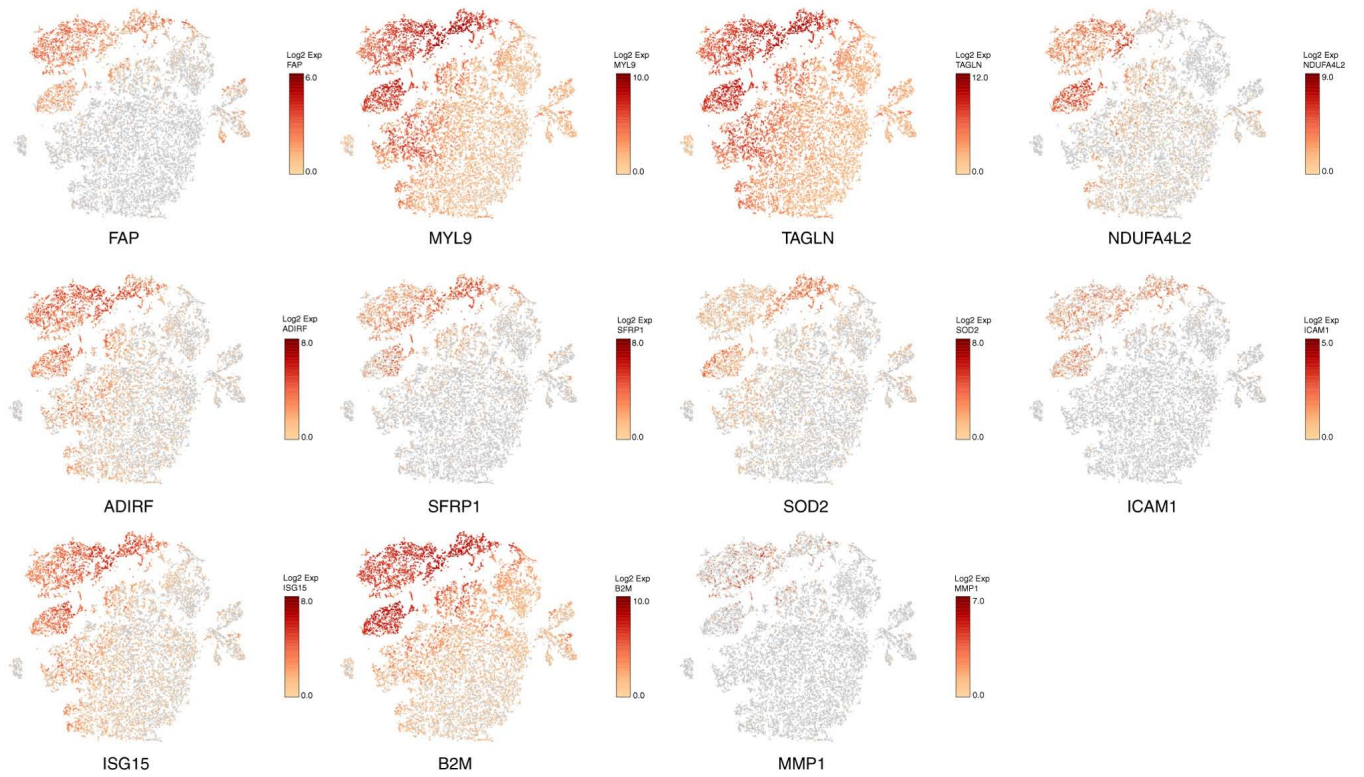 Log2 Exp
FAP
6.0
0.0
FAP
Log2 Exp
MYL9
10.0
0.0
MYL9
Log2 Exp
TAGLN
12.0
0.0
TAGLN
Log2 Exp
NDUFA4L2
9.0
0.0
NDUFA4L2
Log2 Exp
ADIRF
8.0
0.0
ADIRF
Log2 Exp
SFRP1
8.0
0.0
SFRP1
Log2 Exp
SOD2
8.0
0.0
SOD2
Log2 Exp
ICAM1
5.0
0.0
ICAM1
Log2 Exp
ISG15
8.0
0.0
ISG15
Log2 Exp
B2M
10.0
0.0
B2M
Log2 Exp
MMP1
7.0
0.0
MMP1